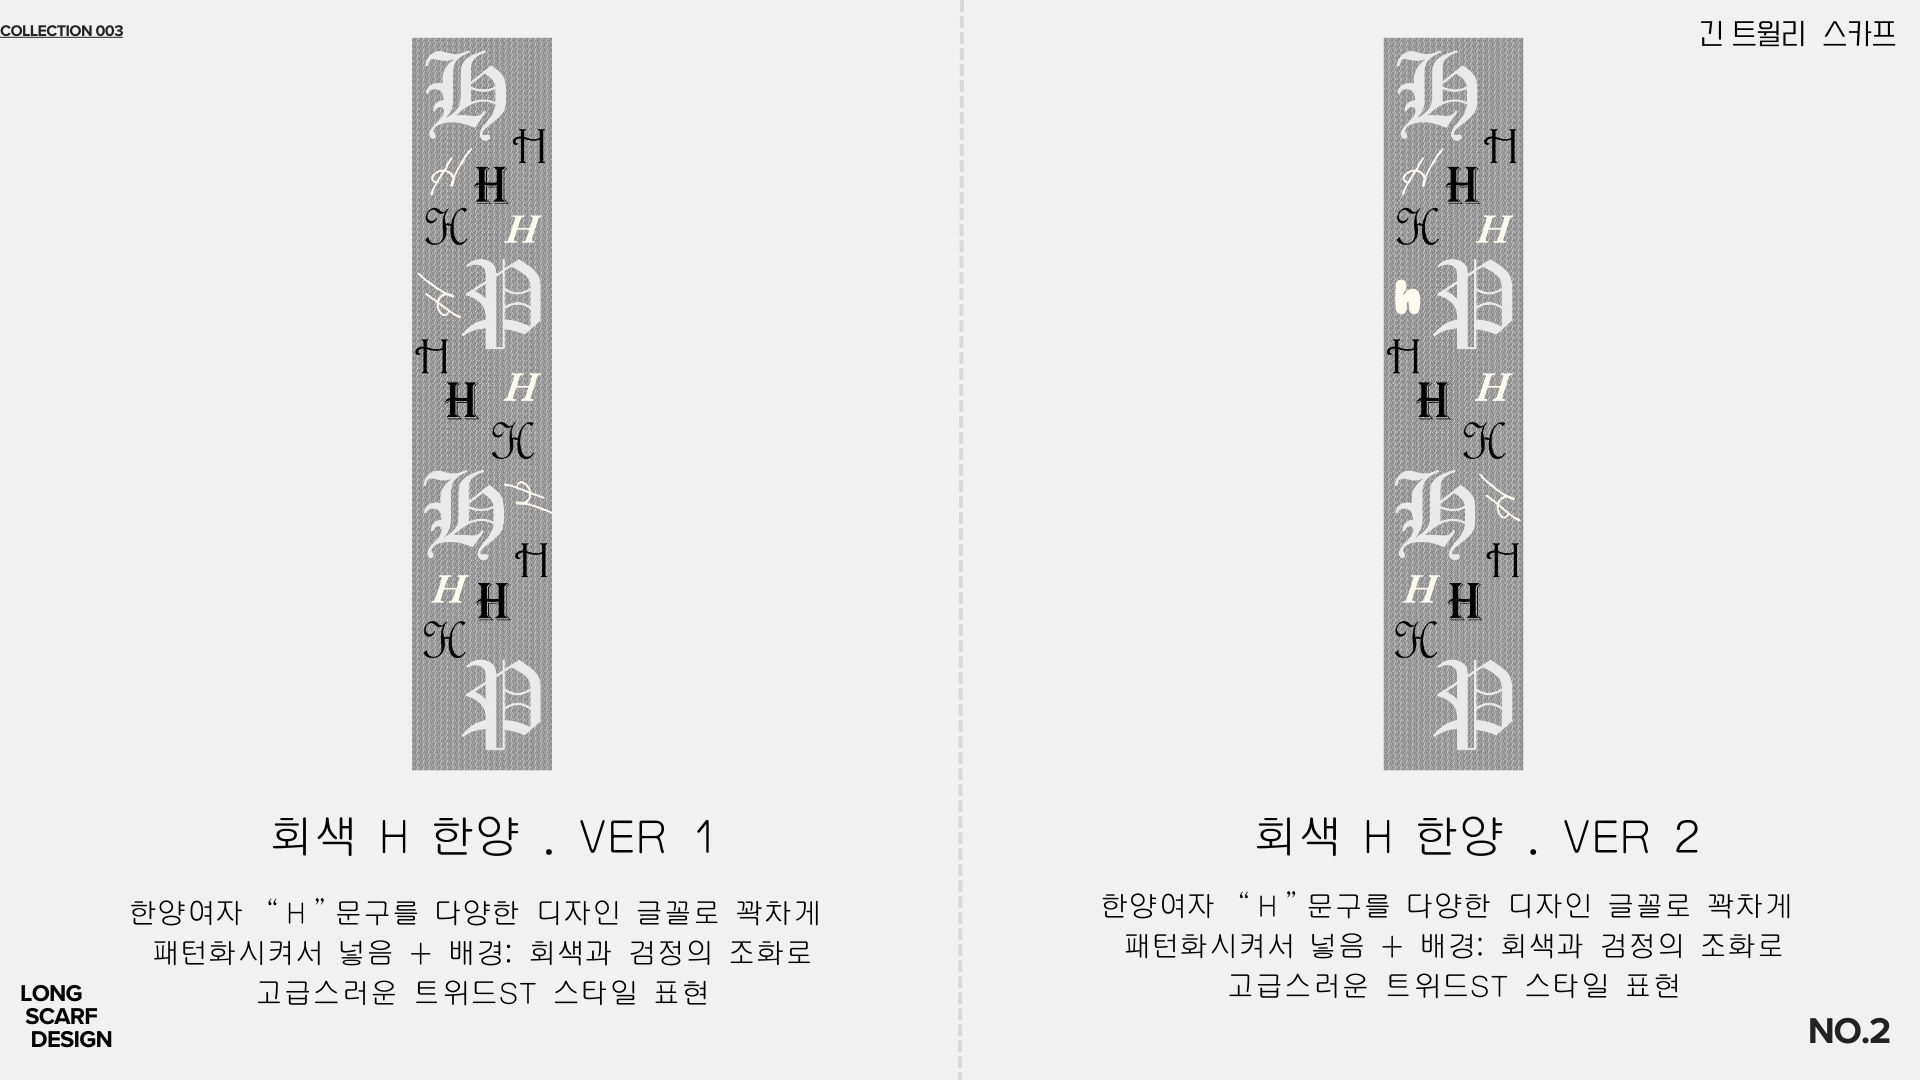 COLLECTION 003
긴 트윌리 스카프
H
H
H
H
H
H
P
H
H
H
H
H
H
H
H
H
H
H
P
H
H
H
H
H
H
P
h
H
H
H
H
H
H
H
H
H
H
P
회색 H 한양 . VER 1
한양여자 “ H ” 문구를 다양한 디자인 글꼴로 꽉차게
패턴화시켜서 넣음 + 배경: 회색과 검정의 조화로
고급스러운 트위드ST 스타일 표현
회색 H 한양 . VER 2
한양여자 “ H ” 문구를 다양한 디자인 글꼴로 꽉차게
패턴화시켜서 넣음 + 배경: 회색과 검정의 조화로
고급스러운 트위드ST 스타일 표현
LONG
SCARF
DESIGN
NO.2